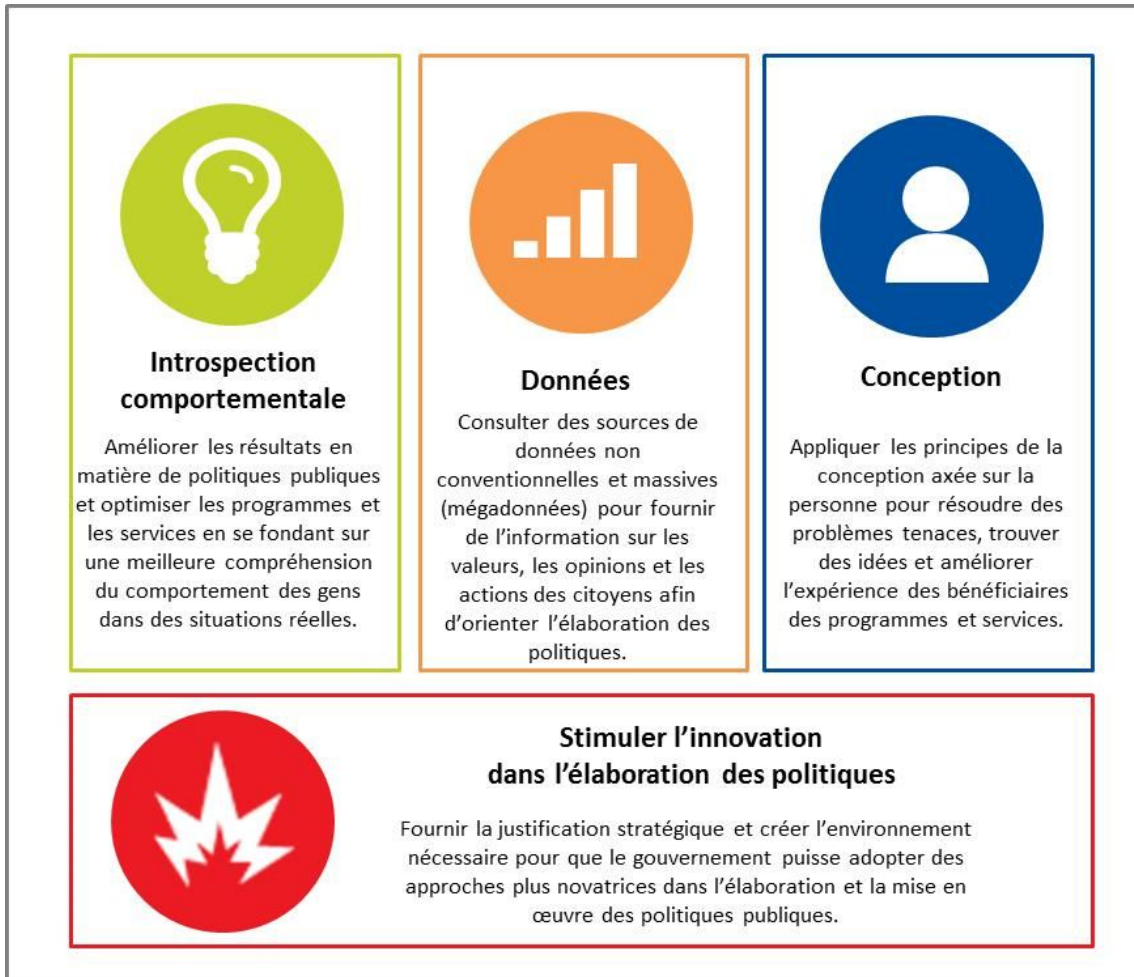 Introspection
comportementale
Améliorer les résultats en
matière de politiques publiques
et optimiser les programmes et
les services en se fondant sur
une meilleure compréhension
du comportement des gens
dans des situations réelles.
Données
Consulter des sources de
données non
conventionnelles et massives
(mégadonnées) pour fournir
de l’information sur les
valeurs, les opinions et les
actions des citoyens afin
d’orienter l’élaboration des
politiques.
Conception
Appliquer les principes de la
conception axée sur la
personne pour résoudre des
problèmes tenaces, trouver
des idées et améliorer
l’expérience des bénéficiaires
des programmes et services.
Stimuler l’innovation
dans l’élaboration des politiques
Fournir la justification stratégique et créer l’environnement
nécessaire pour que le gouvernement puisse adopter des
approches plus novatrices dans l’élaboration et la mise en
œuvre des politiques publiques.